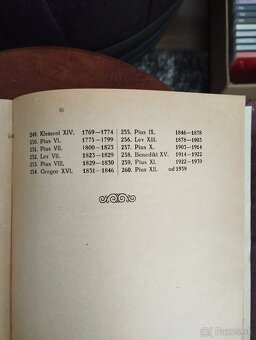 249. Klement XIV. 1769—1774
250. Pius VI. 1775—1799
251. Pius VII. 1800—1823
252. Lev VII. 1823—1829
253. Pius VIII. 1829—1830
254 Gregor XVI. 1831—1846
255. Pius IX. 1846—1878
256. Lev XIII. 1878—1903
257. Pius X. 1903—1914
258. Benedikt XV. 1914—1922
259. Pius XI. 1922—1939
260. Pius XII. od 1939